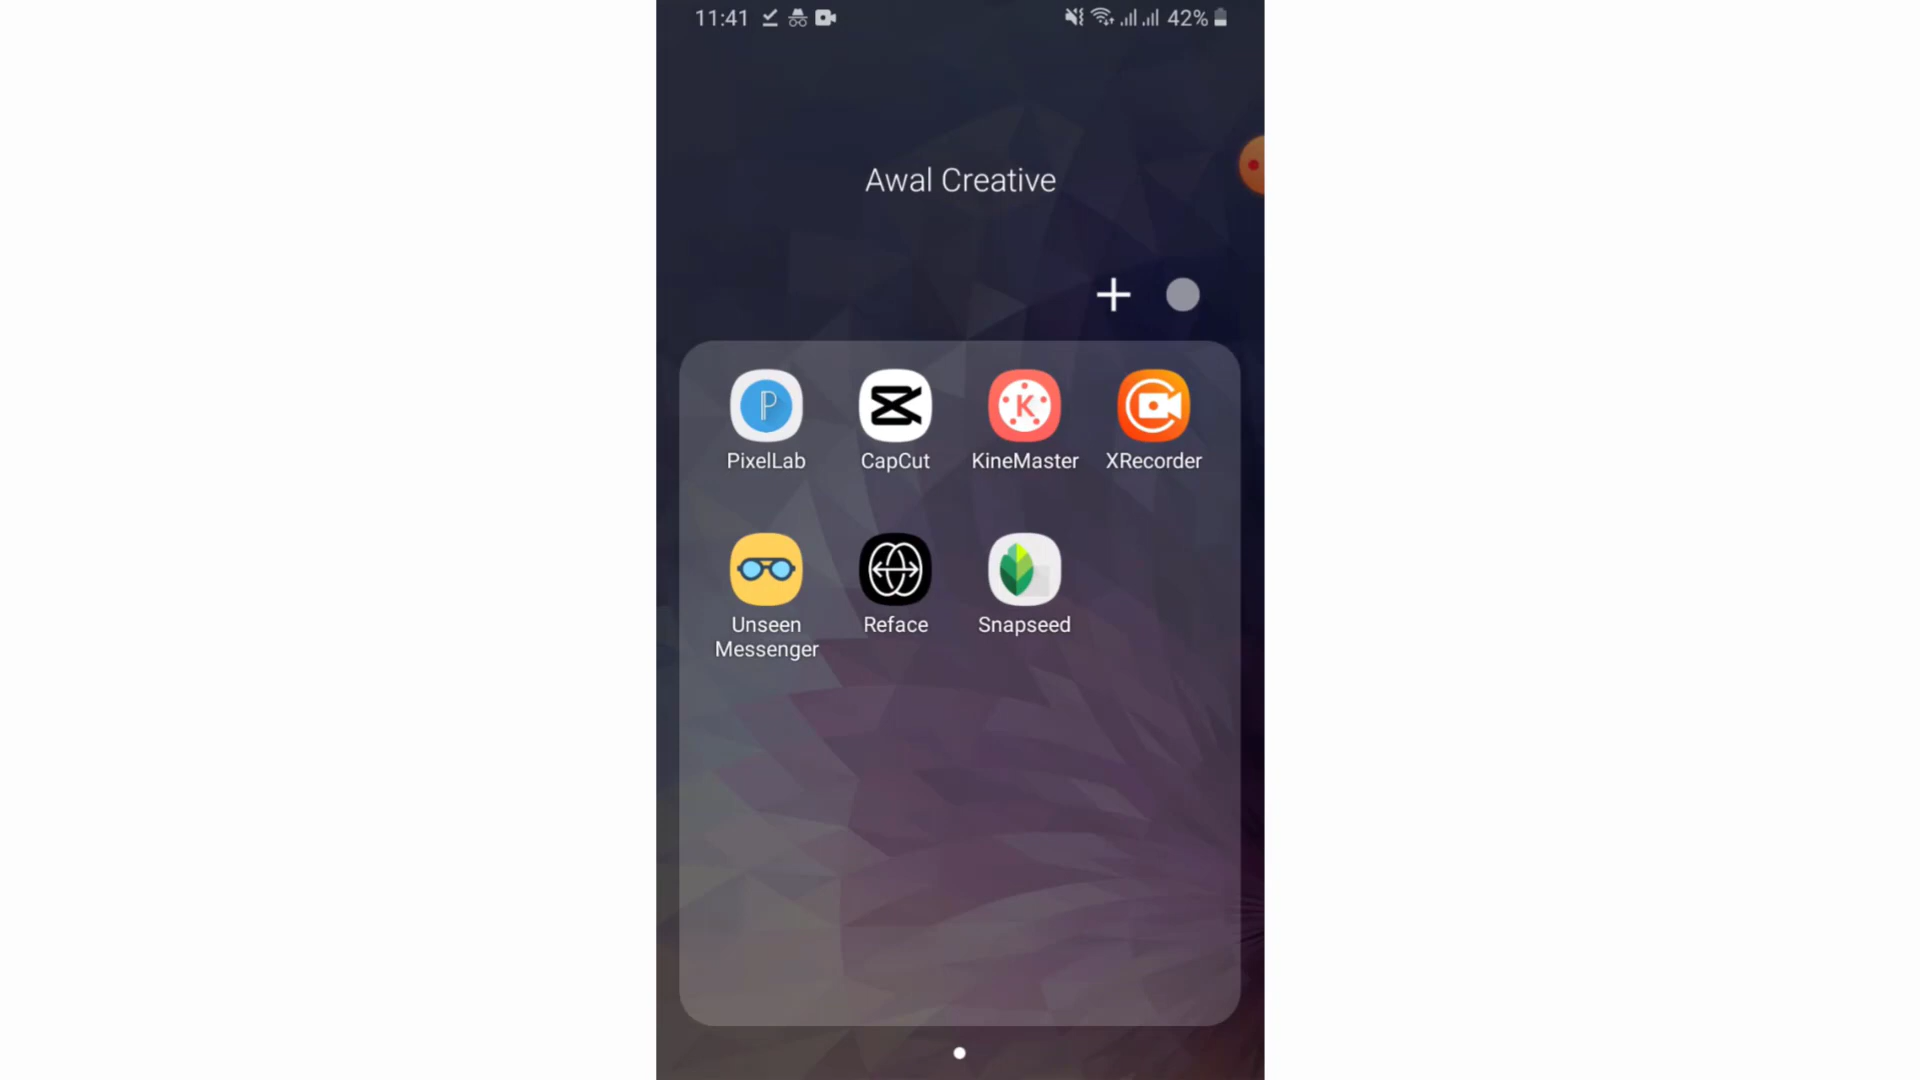 11:41
42%
Awal Creative
P
K
PixelLab
CapCut
KineMaster
XRecorder
Unseen
Messenger
Reface
Snapseed